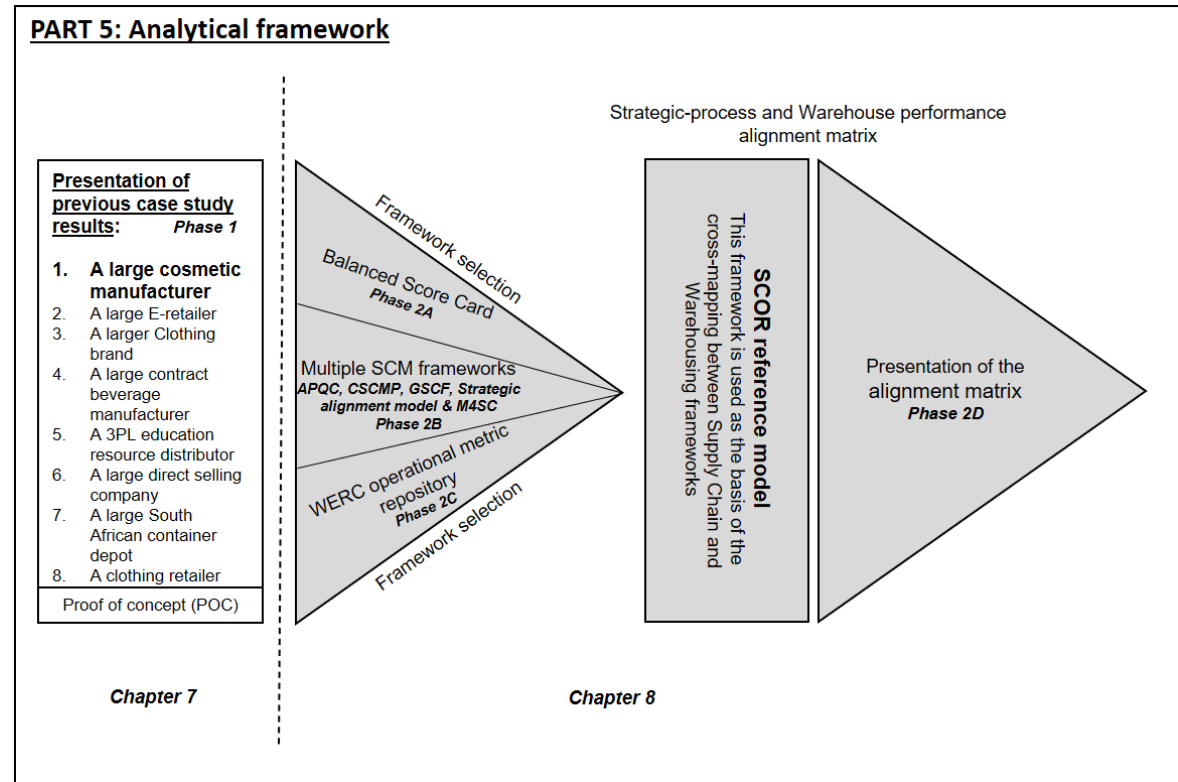 PART 5: Analytical framework
Strategic-process and Warehouse performance
alignment matrix
Presentation of
previous case study
results: Phase 1
1. A large cosmetic
manufacturer
2. A large E-retailer
3. A larger Clothing
brand
4. A large contract
beverage
manufacturer
5. A 3PL education
resource distributor
6. A large direct selling
company
7. A large South
African container
depot
8. A clothing retailer
Proof of concept (POC)
Framework selection
Balanced Score Card
Phase 2A
Multiple SCM frameworks
APQC, CSCMP, GSCF, Strategic
alignment model & M4SC
Phase 2B
WERC operational metric
repository
Phase 2C
Framework selection
SCOR reference model
This framework is used as the basis of the
cross-mapping between Supply Chain and
Warehousing frameworks
Presentation of the
alignment matrix
Phase 2D
Chapter 7
Chapter 8